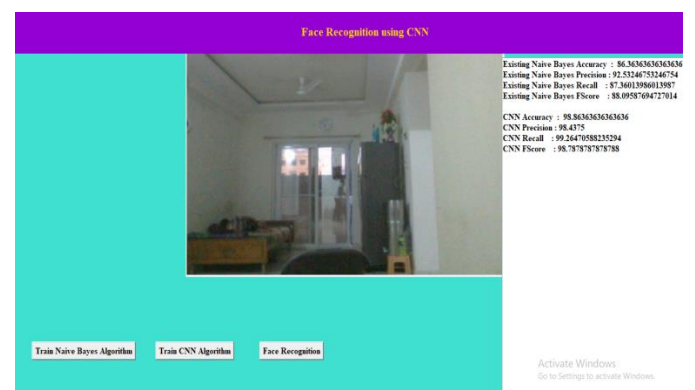 Face Recognition using CNN
Existing Naive Bayes Accuracy : 86.36363636363636
Existing Naive Bayes Precision : 92.53246753246754
Existing Naive Bayes Recall : 87.36013986013987
Existing Naive Bayes FScore : 88.09587694727014
CNN Accuracy : 98.86363636363636
CNN Precision : 98.4375
CNN Recall : 99.26470588235294
CNN FScore : 98.7878787878788
Train Naive Bayes Algorithm
Train CNN Algorithm
Face Recognition
Activate Windows
Go to Settings to activate Windows.